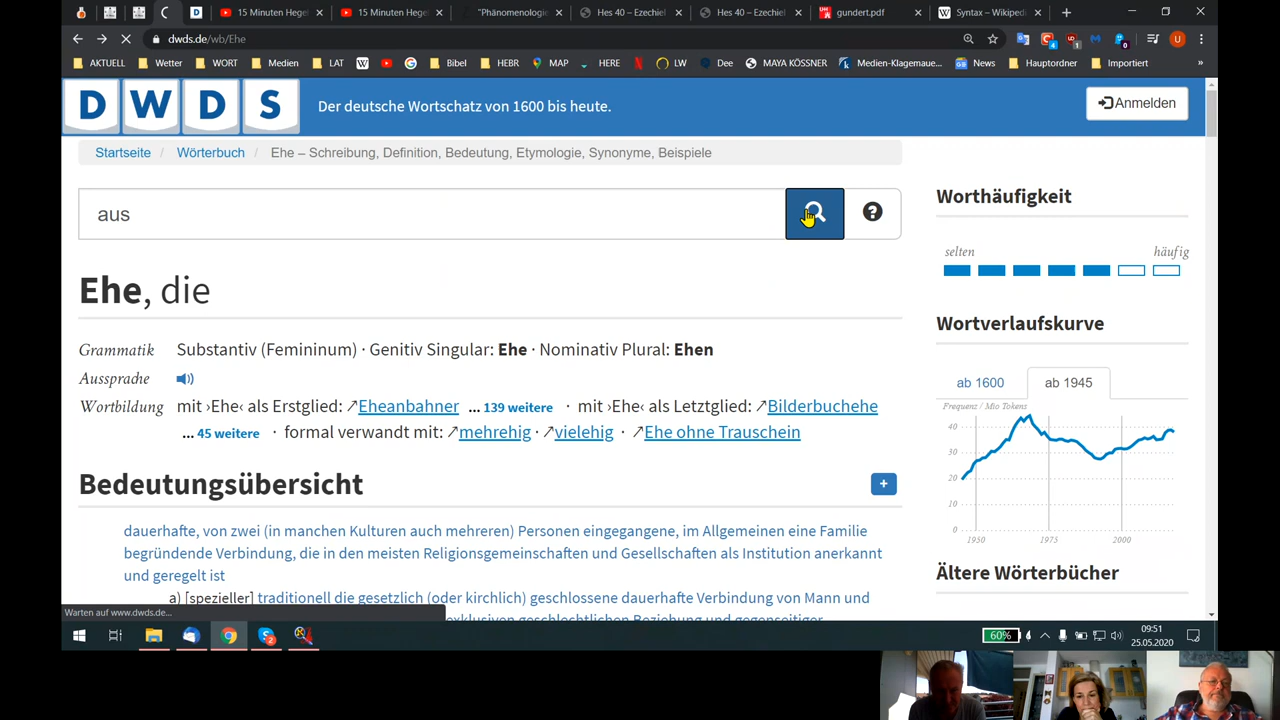 15 Minuten Hege
15 Minuten Hegel
"Phänomenologie
Hes 40 – Ezechiel
Hes 40 – Ezechiel
gundert.pdf
Syntax – Wikiped
dwds.de/wb/Ehe
AKTUELL
Wetter
WORT
Medien
LAT
Bibel
HEBR
MAP
HERE
LW
Dee
MAYA KÖSSNER
Medien-Klagemaue...
News
Hauptordner
Importiert
D W D S
Der deutsche Wortschatz von 1600 bis heute.
Anmelden
Startseite / Wörterbuch / Ehe – Schreibung, Definition, Bedeutung, Etymologie, Synonyme, Beispiele
aus
Ehe, die
Grammatik Substantiv (Femininum) · Genitiv Singular: Ehe · Nominativ Plural: Ehen
Aussprache
Wortbildung mit ›Ehe‹ als Erstglied: ↗Eheanbahner ... 139 weitere · mit ›Ehe‹ als Letztglied: ↗Bilderbuchehe
... 45 weitere · formal verwandt mit: ↗mehrehig · ↗vielehig · ↗Ehe ohne Trauschein
Bedeutungsübersicht
+
dauerhafte, von zwei (in manchen Kulturen auch mehreren) Personen eingegangene, im Allgemeinen eine Familie
begründende Verbindung, die in den meisten Religionsgemeinschaften und Gesellschaften als Institution anerkannt
und geregelt ist
a) [spezieller] traditionell die gesetzlich (oder kirchlich) geschlossene dauerhafte Verbindung von Mann und
exklusiven geschlechtlichen Beziehung und gegenseitiger
Warten auf www.dwds.de...
Worthäufigkeit
selten häufig
Wortverlaufskurve
ab 1600 ab 1945
Frequenz / Mio Tokens
40
30
20
10
0
1950 1975 2000
Ältere Wörterbücher
60%
09:51
25.05.2020